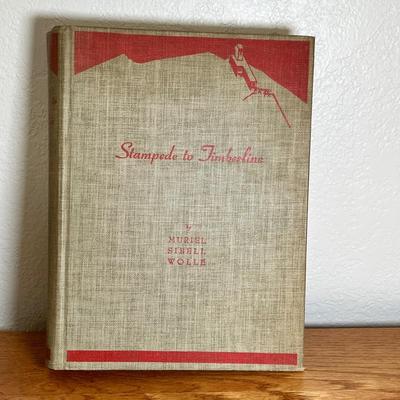 Stampede to Timberline
by
MURIEL
SIBELL
WOLLE